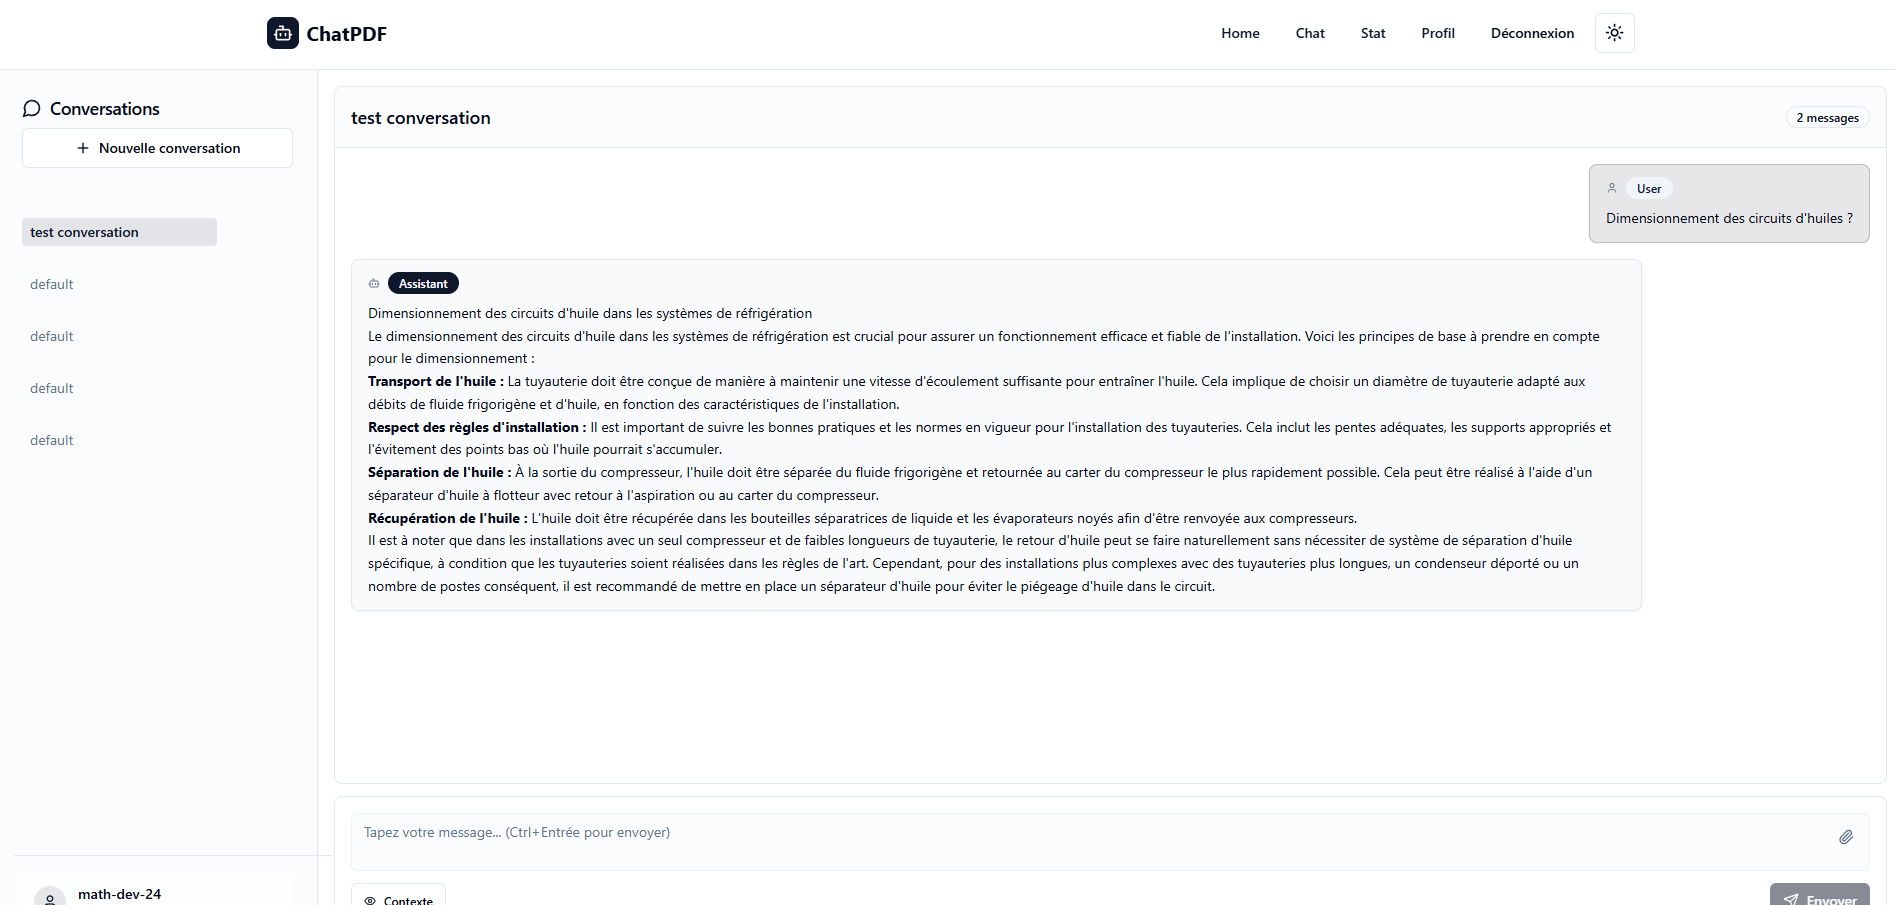 ChatPDF
Home
Chat
Stat
Profil
Déconnexion
Conversations
Nouvelle conversation
test conversation
default
default
default
default
math-dev-24
test conversation
2 messages
User
Dimensionnement des circuits d'huiles ?
Assistant
Dimensionnement des circuits d'huile dans les systèmes de réfrigération
Le dimensionnement des circuits d'huile dans les systèmes de réfrigération est crucial pour assurer un fonctionnement efficace et fiable de l'installation. Voici les principes de base à prendre en compte
pour le dimensionnement :
Transport de l'huile : La tuyauterie doit être conçue de manière à maintenir une vitesse d'écoulement suffisante pour entraîner l'huile. Cela implique de choisir un diamètre de tuyauterie adapté aux
débits de fluide frigorigène et d'huile, en fonction des caractéristiques de l'installation.
Respect des règles d'installation : Il est important de suivre les bonnes pratiques et les normes en vigueur pour l'installation des tuyauteries. Cela inclut les pentes adéquates, les supports appropriés et
l'évitement des points bas où l'huile pourrait s'accumuler.
Séparation de l'huile : À la sortie du compresseur, l'huile doit être séparée du fluide frigorigène et retournée au carter du compresseur le plus rapidement possible. Cela peut être réalisé à l'aide d'un
séparateur d'huile à flotteur avec retour à l'aspiration ou au carter du compresseur.
Récupération de l'huile : L'huile doit être récupérée dans les bouteilles séparatrices de liquide et les évaporateurs noyés afin d'être renvoyée aux compresseurs.
Il est à noter que dans les installations avec un seul compresseur et de faibles longueurs de tuyauterie, le retour d'huile peut se faire naturellement sans nécessiter de système de séparation d'huile
spécifique, à condition que les tuyauteries soient réalisées dans les règles de l'art. Cependant, pour des installations plus complexes avec des tuyauteries plus longues, un condenseur déporté ou un
nombre de postes conséquent, il est recommandé de mettre en place un séparateur d'huile pour éviter le piégeage d'huile dans le circuit.
Tapez votre message... (Ctrl+Entrée pour envoyer)
Contexte
Envoyer